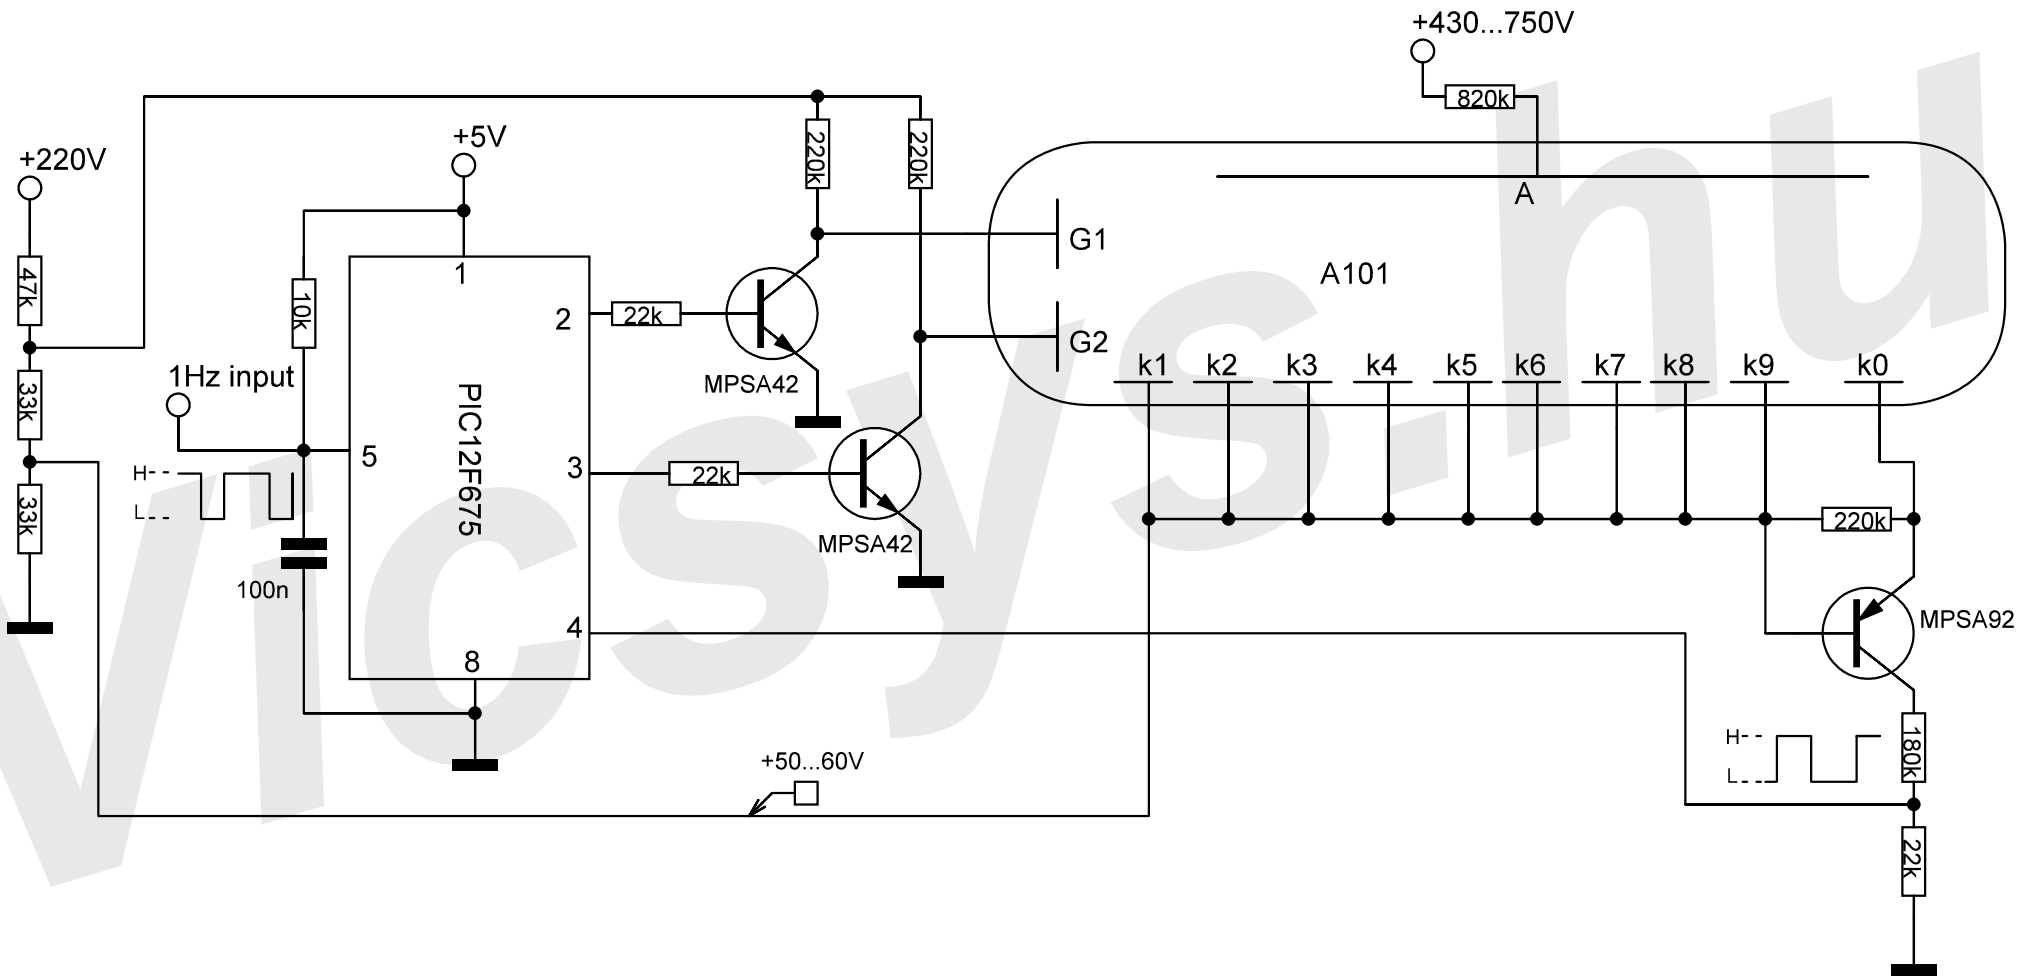 +430...750V
820k
+5V
+220V
220k
220k
A
G1
1
47k
A101
10k
2
22k
G2
1Hz input
MPSA42
k1 k2 k3 k4 k5 k6 k7 k8 k9 k0
33k
PIC12F675
5
3
22k
H
L
33k
220k
MPSA42
100n
4
MPSA92
8
+50...60V
H
L
180k
22k
Vicsys.hu